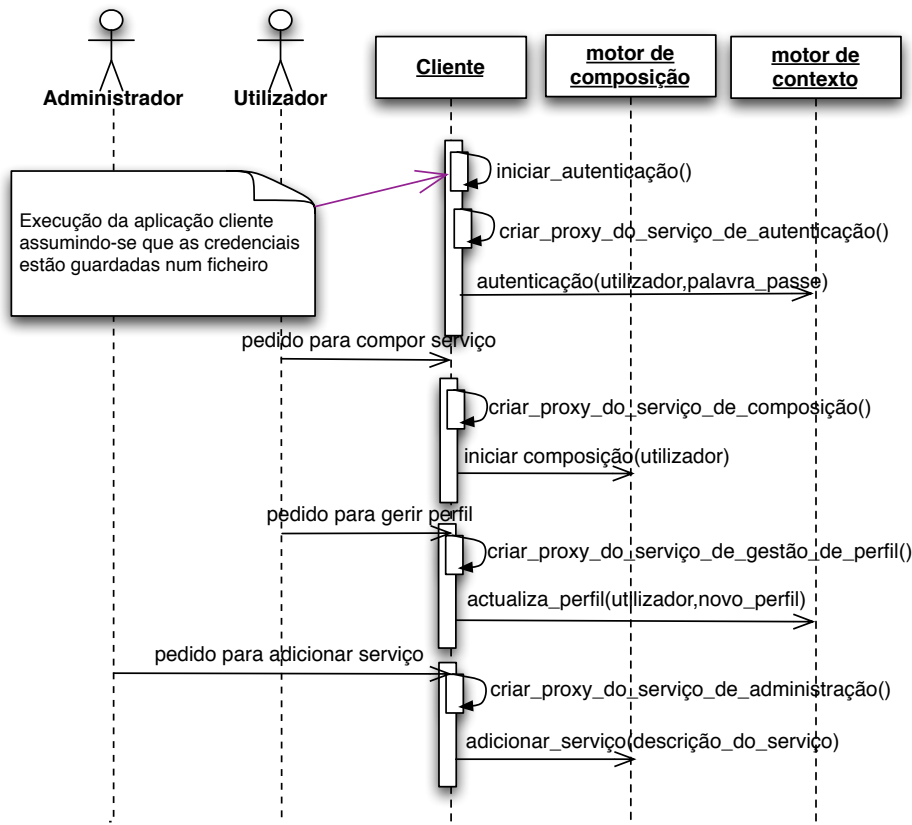 Administrador
Utilizador
Cliente
motor de
composição
motor de
contexto
iniciar_autenticação()
Execução da aplicação cliente
assumindo-se que as credenciais
estão guardadas num ficheiro
criar_proxy_do_serviço_de_autenticação()
autenticação(utilizador,palavra_passe)
pedido para compor serviço
criar_proxy_do_serviço_de_composição()
iniciar composição(utilizador)
pedido para gerir perfil
criar_proxy_do_serviço_de_gestão_de_perfil()
actualiza_perfil(utilizador,novo_perfil)
pedido para adicionar serviço
criar_proxy_do_serviço_de_administração()
adicionar_serviço(descrição_do_serviço)